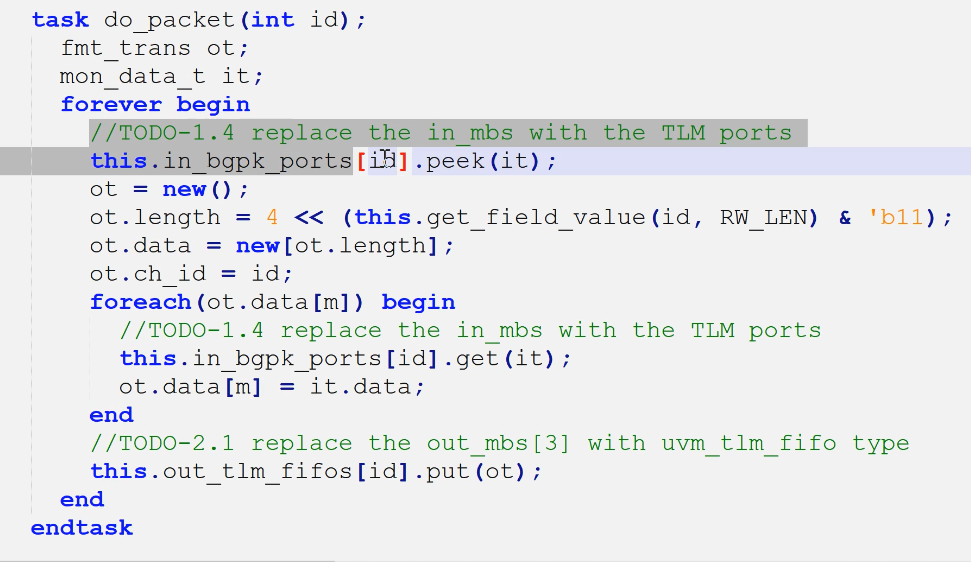 task do_packet(int id);
fmt_trans ot;
mon_data_t it;
forever begin
//TODO-1.4 replace the in_mbs with the TLM ports
this.in_bgpk_ports[id].peek(it);
ot = new();
ot.length = 4 << (this.get_field_value(id, RW_LEN) & 'b11);
ot.data = new[ot.length];
ot.ch_id = id;
foreach(ot.data[m]) begin
//TODO-1.4 replace the in_mbs with the TLM ports
this.in_bgpk_ports[id].get(it);
ot.data[m] = it.data;
end
//TODO-2.1 replace the out_mbs[3] with uvm_tlm_fifo type
this.out_tlm_fifos[id].put(ot);
end
endtask